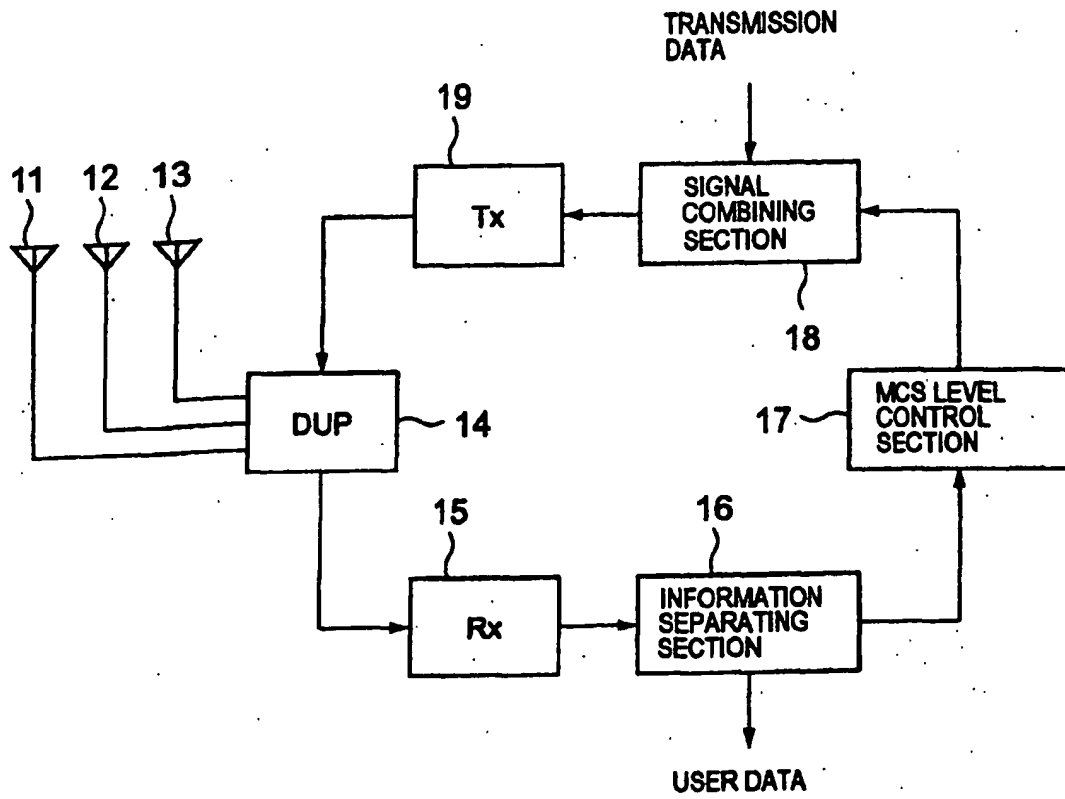 TRANSMISSION
DATA
19
11
12
13
Tx
SIGNAL
COMBINING
SECTION
18
DUP
14
17
MCS LEVEL
CONTROL
SECTION
15
16
Rx
INFORMATION
SEPARATING
SECTION
USER DATA